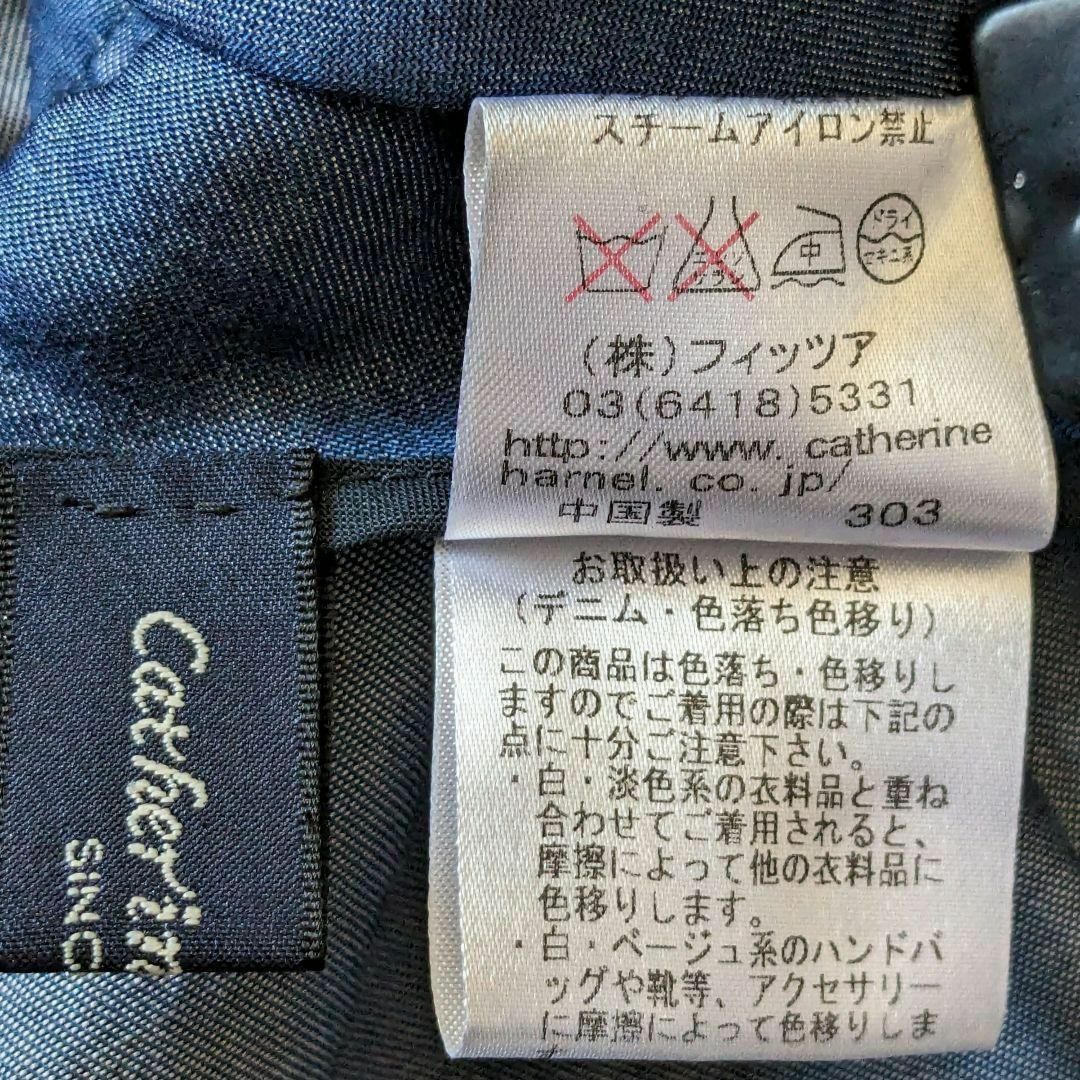 スチームアイロン禁止
中
ドライ
セキユ系
(株)フィッツア
03(6418)5331
http://www.catherine
harnel.co.jp/
中国製 303
お取扱い上の注意
(デニム・色落ち色移り)
この商品は色落ち・色移りし
ますのでご着用の際は下記の
点に十分ご注意下さい。
・白・淡色系の衣料品と重ね
合わせてご着用されると、
摩擦によって他の衣料品に
色移りします。
・白・ベージュ系のハンドバ
ッグや靴等、アクセサリー
に摩擦によって色移りしま
Cather
SINC